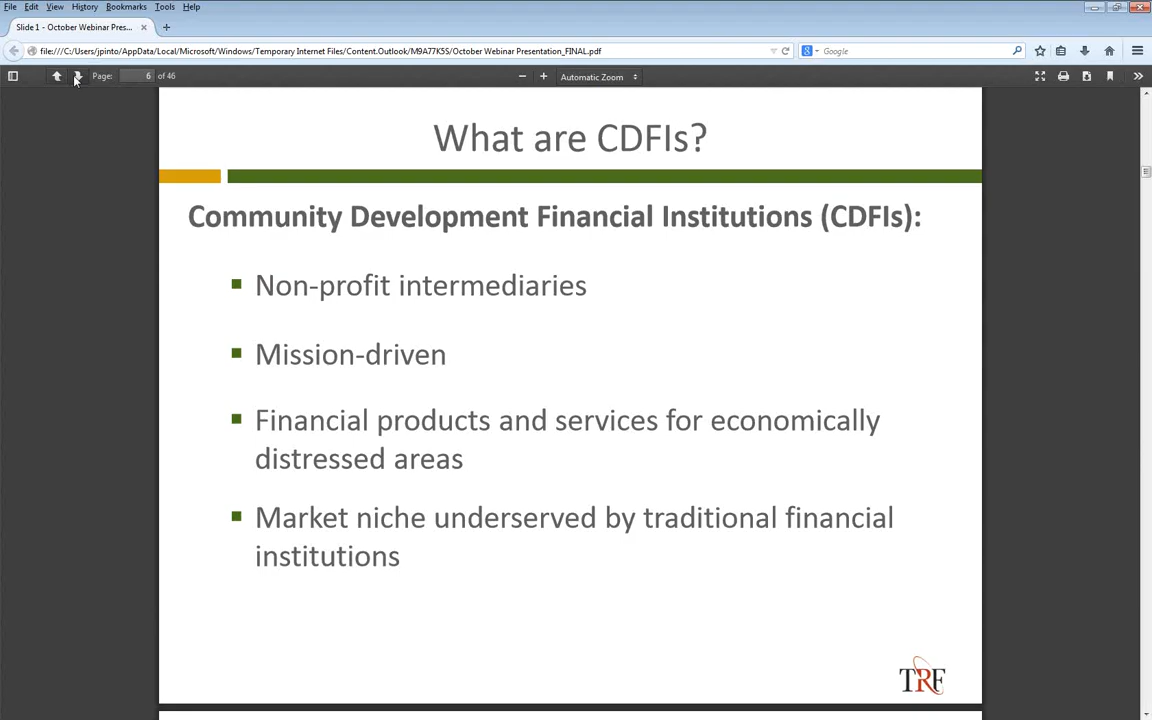 File Edit View History Bookmarks Tools Help
Slide 1 - October Webinar Pres...
file:///C:/Users/jpinto/AppData/Local/Microsoft/Windows/Temporary Internet Files/Content.Outlook/M9A77K5S/October Webinar Presentation_FINAL.pdf
Google
Page: 6 of 46
Automatic Zoom
What are CDFIs?
Community Development Financial Institutions (CDFIs):
Non-profit intermediaries
Mission-driven
Financial products and services for economically
distressed areas
Market niche underserved by traditional financial
institutions
TRF